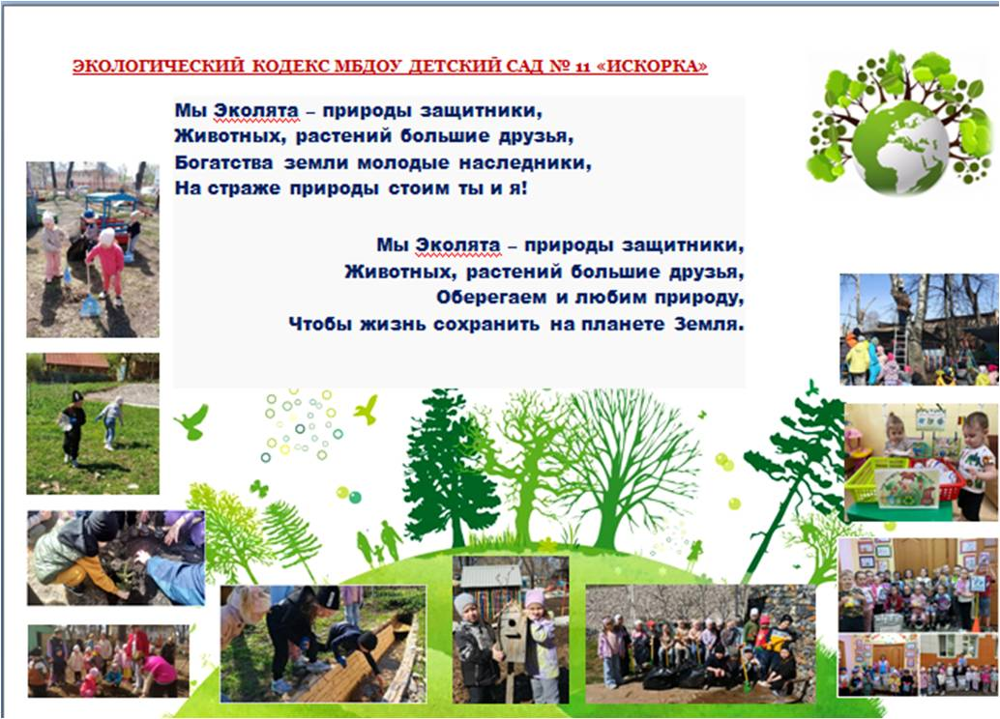 ЭКОЛОГИЧЕСКИЙ КОДЕКС МБДОУ ДЕТСКИЙ САД № 11 «ИСКОРКА»
Мы Эколята – природы защитники,
Животных, растений большие друзья,
Богатства земли молодые наследники,
На страже природы стоим ты и я!
Мы Эколята – природы защитники,
Животных, растений большие друзья,
Оберегаем и любим природу,
Чтобы жизнь сохранить на планете Земля.